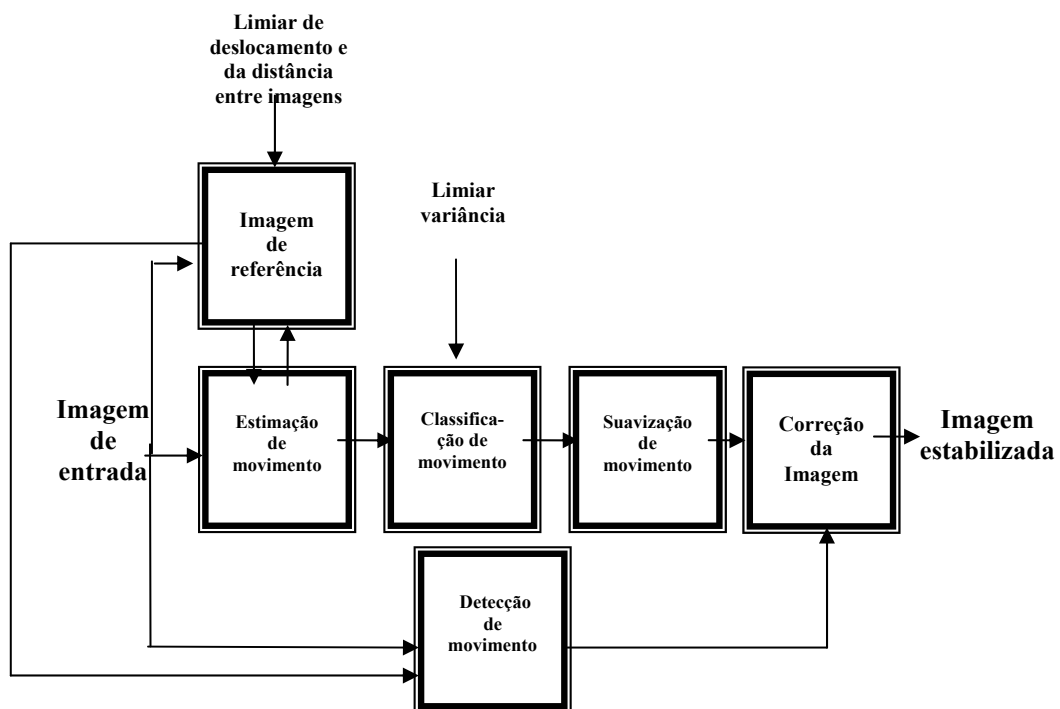 Limiar de
deslocamento e
da distância
entre imagens
Imagem
de
referência
Limiar
variância
Imagem
de
entrada
Estimação
de
movimento
Classifica-
ção de
movimento
Suavização
de
movimento
Correção
da
Imagem
Imagem
estabilizada
Detecção
de
movimento